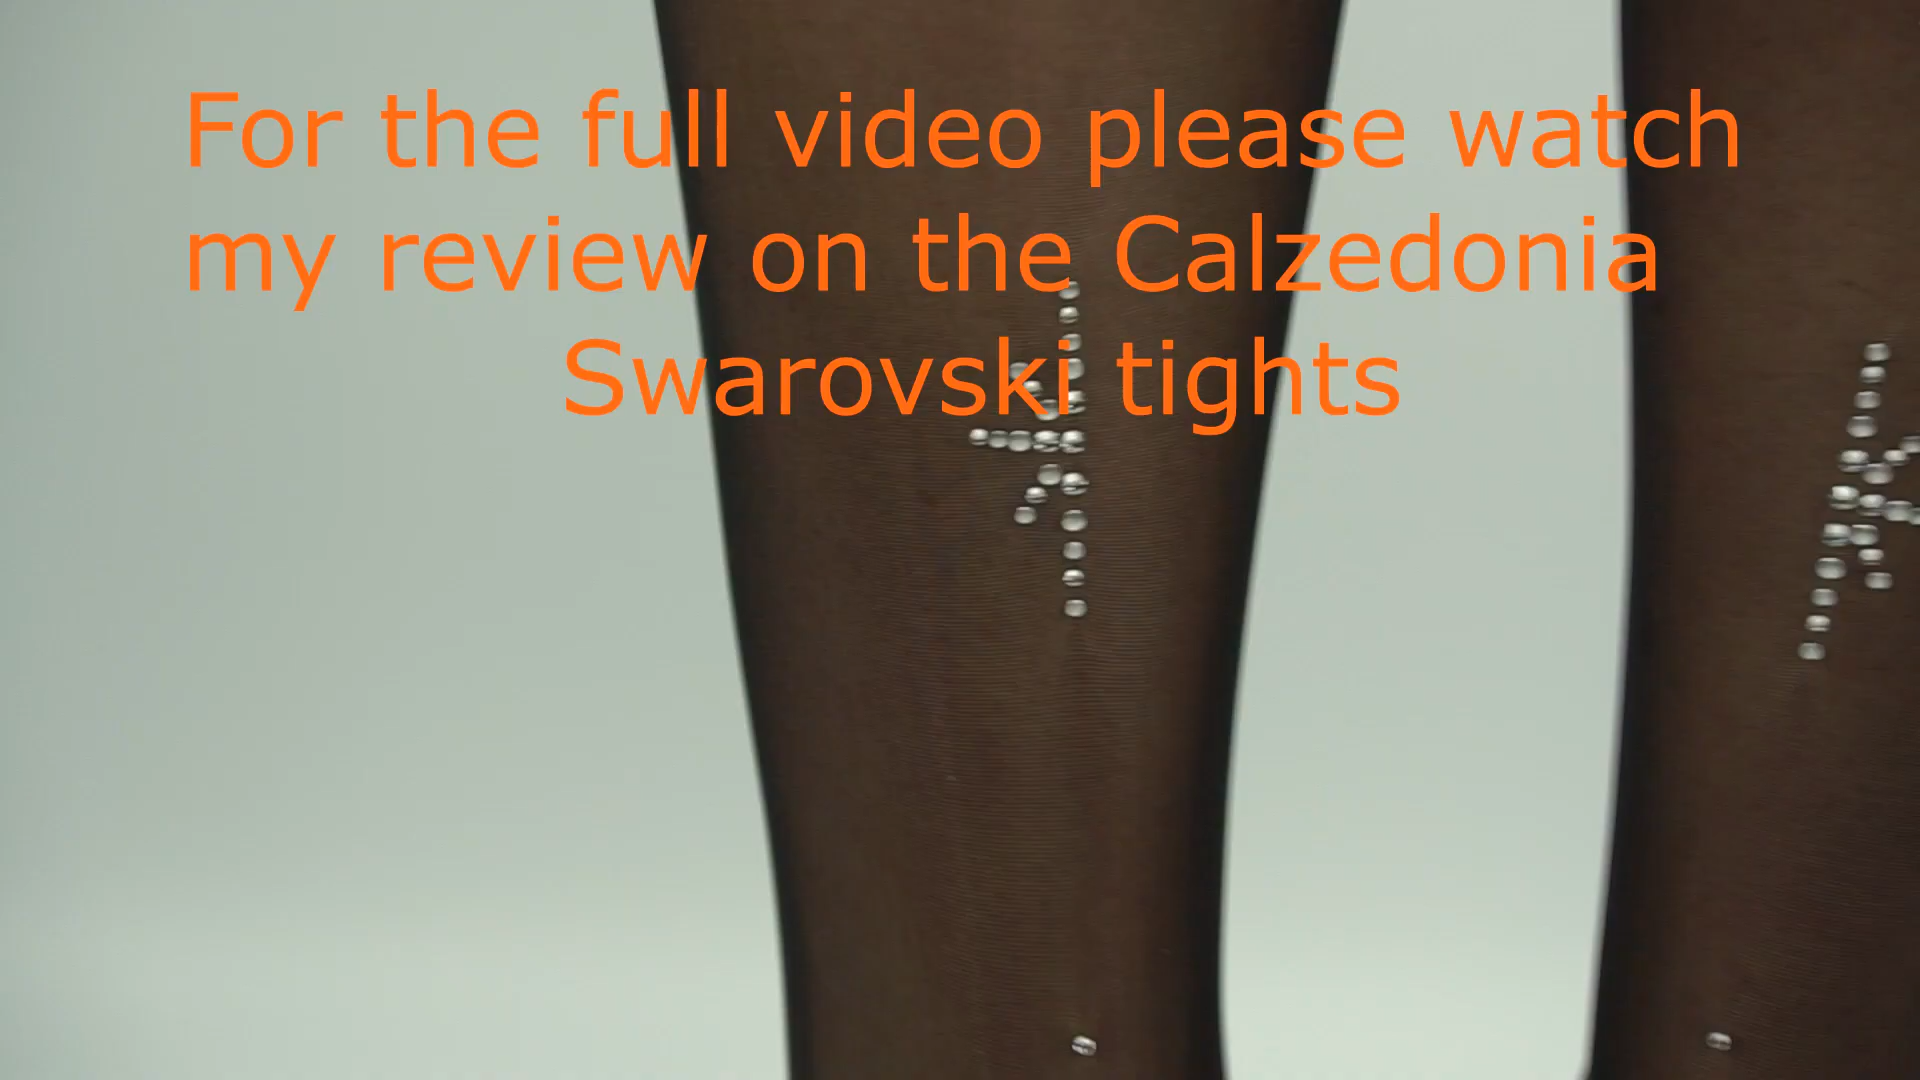 For the full video please watch
my review on the Calzedonia
Swarovski tights